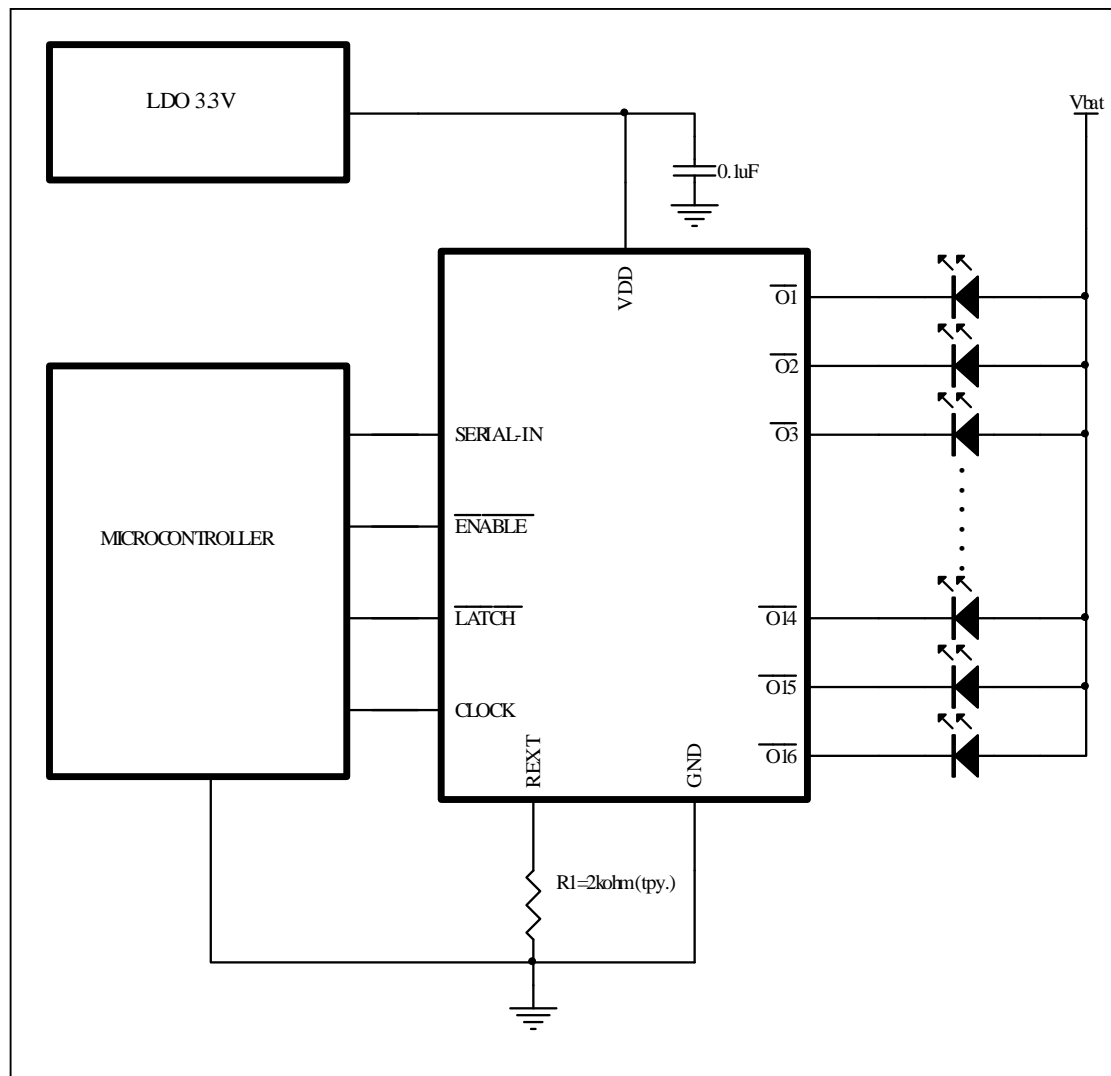 LDO 3.3V
Vbat
0.1uF
VDD
O1
O2
SERIAL-IN
O3
ENABLE
MICROCONTROLLER
LATCH
O14
O15
CLOCK
REXT
GND
O16
R1=2kohm(tpy.)